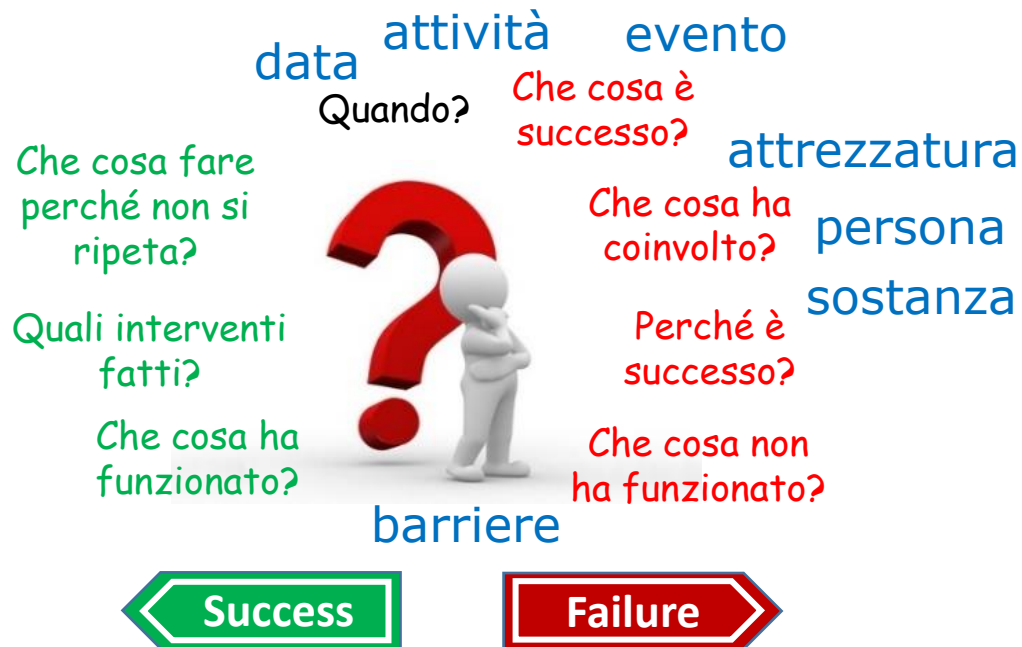 data
attività
evento
Quando?
Che cosa è
successo?
attrezzatura
Che cosa fare
perché non si
ripeta?
Che cosa ha
coinvolto?
persona
sostanza
Quali interventi
fatti?
Perché è
successo?
Che cosa ha
funzionato?
Che cosa non
ha funzionato?
barriere
Success
Failure